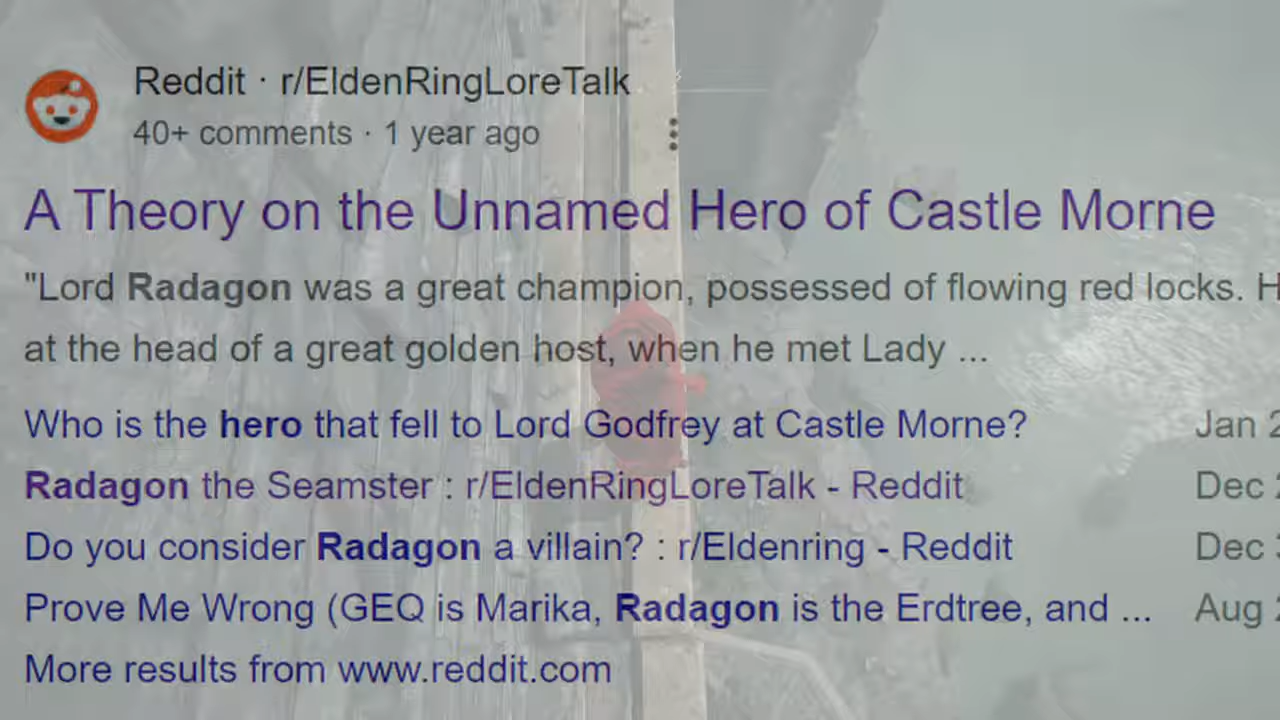 Reddit · r/EldenRingLoreTalk
40+ comments · 1 year ago
A Theory on the Unnamed Hero of Castle Morne
"Lord Radagon was a great champion, possessed of flowing red locks. H
at the head of a great golden host, when he met Lady ...
Who is the hero that fell to Lord Godfrey at Castle Morne? Jan 2
Radagon the Seamster : r/EldenRingLoreTalk - Reddit Dec
Do you consider Radagon a villain? : r/Eldenring - Reddit Dec
Prove Me Wrong (GEQ is Marika, Radagon is the Erdtree, and ... Aug 2
More results from www.reddit.com